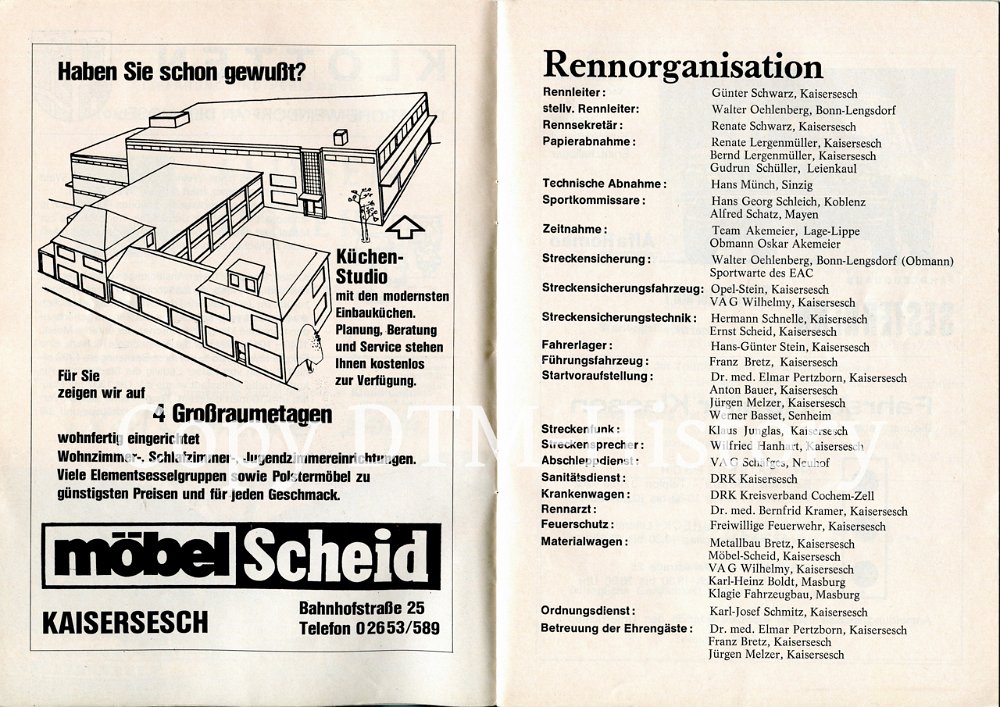 Haben Sie schon gewußt?
Küchen-
Studio
mit den modernsten
Einbauküchen.
Planung, Beratung
und Service stehen
Ihnen kostenlos
zur Verfügung.
Für Sie
zeigen wir auf
4 Großraumetagen
wohnfertig eingerichtet
Wohnzimmer-, Schlafzimmer-, Jugendzimmereinrichtungen.
Viele Elementsesselgruppen sowie Polstermöbel zu
günstigsten Preisen und für jeden Geschmack.
möbel Scheid
KAISERSESCH
Bahnhofstraße 25
Telefon 02653/589
Rennorganisation
Rennleiter: Günter Schwarz, Kaisersesch
stellv. Rennleiter: Walter Oehlenberg, Bonn-Lengsdorf
Rennsekretär: Renate Schwarz, Kaisersesch
Papierabnahme: Renate Lergenmüller, Kaisersesch
Bernd Lergenmüller, Kaisersesch
Gudrun Schüller, Leienkaul
Technische Abnahme: Hans Münch, Sinzig
Sportkommissare: Hans Georg Schleich, Koblenz
Alfred Schatz, Mayen
Zeitnahme: Team Akemeier, Lage-Lippe
Obmann Oskar Akemeier
Streckensicherung: Walter Oehlenberg, Bonn-Lengsdorf (Obmann)
Sportwarte des EAC
Streckensicherungsfahrzeug: Opel-Stein, Kaisersesch
VAG Wilhelmy, Kaisersesch
Streckensicherungstechnik: Hermann Schnelle, Kaisersesch
Ernst Scheid, Kaisersesch
Fahrerlager: Hans-Günter Stein, Kaisersesch
Führungsfahrzeug: Franz Bretz, Kaisersesch
Startvoraufstellung: Dr. med. Elmar Pertzborn, Kaisersesch
Anton Bauer, Kaisersesch
Jürgen Melzer, Kaisersesch
Werner Basset, Senheim
Streckenfunk: Klaus Junglas, Kaisersesch
Streckensprecher: Wilfried Hanhart, Kaisersesch
Abschleppdienst: VAG Schäfges, Neuhof
Sanitätsdienst: DRK Kaisersesch
Krankenwagen: DRK Kreisverband Cochem-Zell
Rennarzt: Dr. med. Bernfrid Kramer, Kaisersesch
Feuerschutz: Freiwillige Feuerwehr, Kaisersesch
Materialwagen: Metallbau Bretz, Kaisersesch
Möbel-Scheid, Kaisersesch
VAG Wilhelmy, Kaisersesch
Karl-Heinz Boldt, Masburg
Klagie Fahrzeugbau, Masburg
Ordnungsdienst: Karl-Josef Schmitz, Kaisersesch
Betreuung der Ehrengäste: Dr. med. Elmar Pertzborn, Kaisersesch
Franz Bretz, Kaisersesch
Jürgen Melzer, Kaisersesch
Copy DTM History